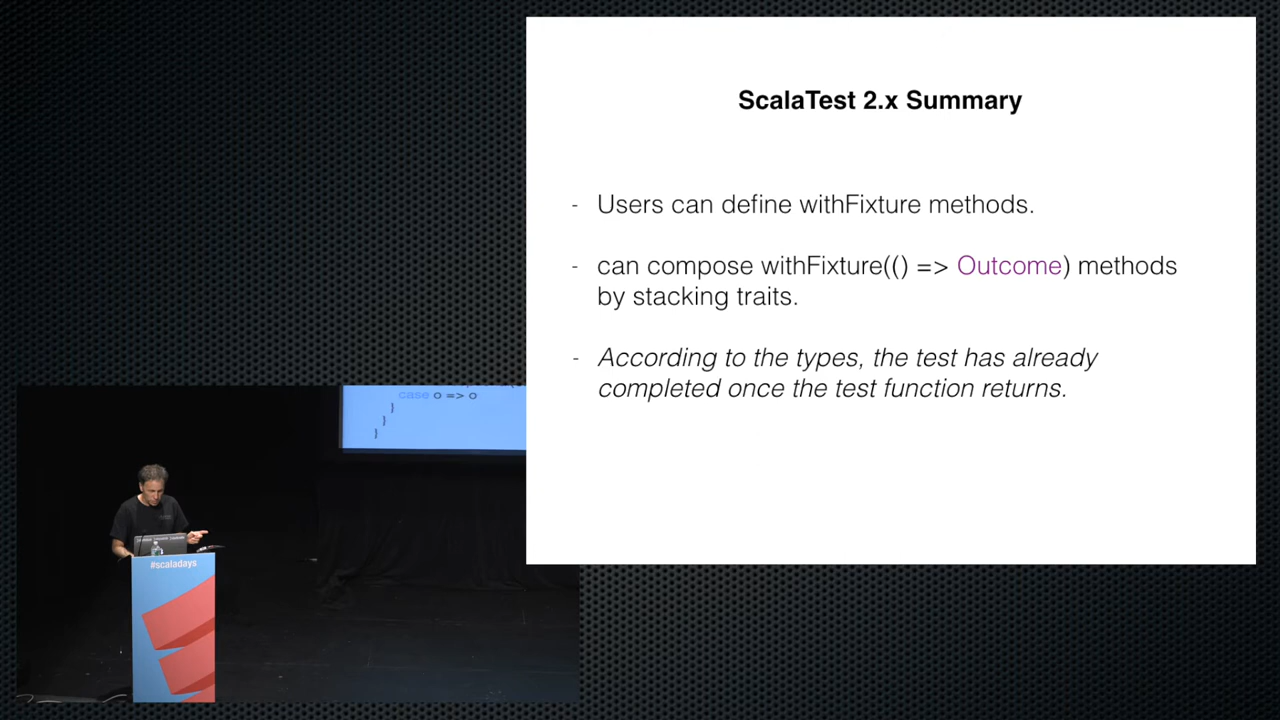 ScalaTest 2.x Summary
- Users can define withFixture methods.
- can compose withFixture(() => Outcome) methods
by stacking traits.
- According to the types, the test has already
completed once the test function returns.
case o => o
}
}
}
#scaladays